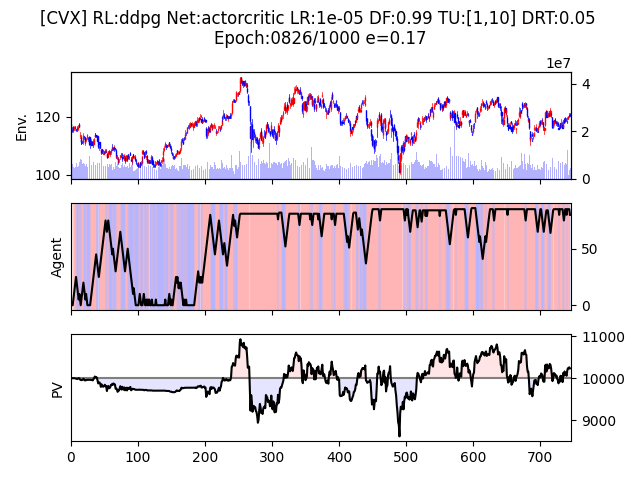 [CVX] RL:ddpg Net:actorcritic LR:1e-05 DF:0.99 TU:[1,10] DRT:0.05
Epoch:0826/1000 e=0.17
1e7
Env.
120
100
4
2
0
Agent
50
0
PV
11000
10000
9000
0 100 200 300 400 500 600 700